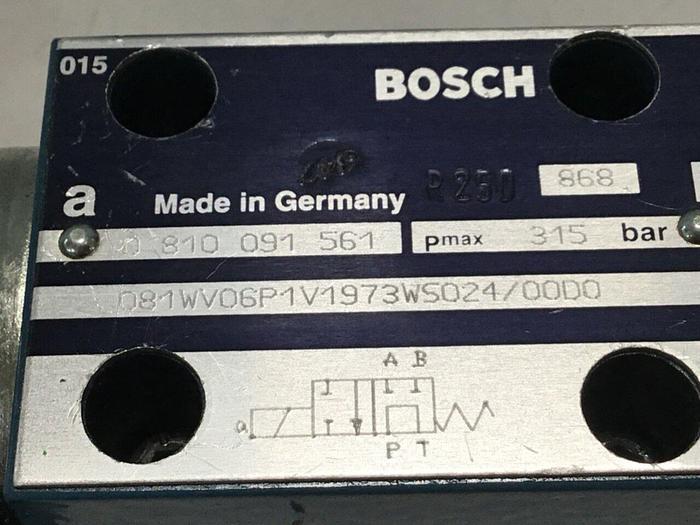 015
BOSCH
a
Made in Germany
R250
868
0 810 091 561
pmax 315 bar
081WV06P1V1973WS024/00D0
A B
a
P T